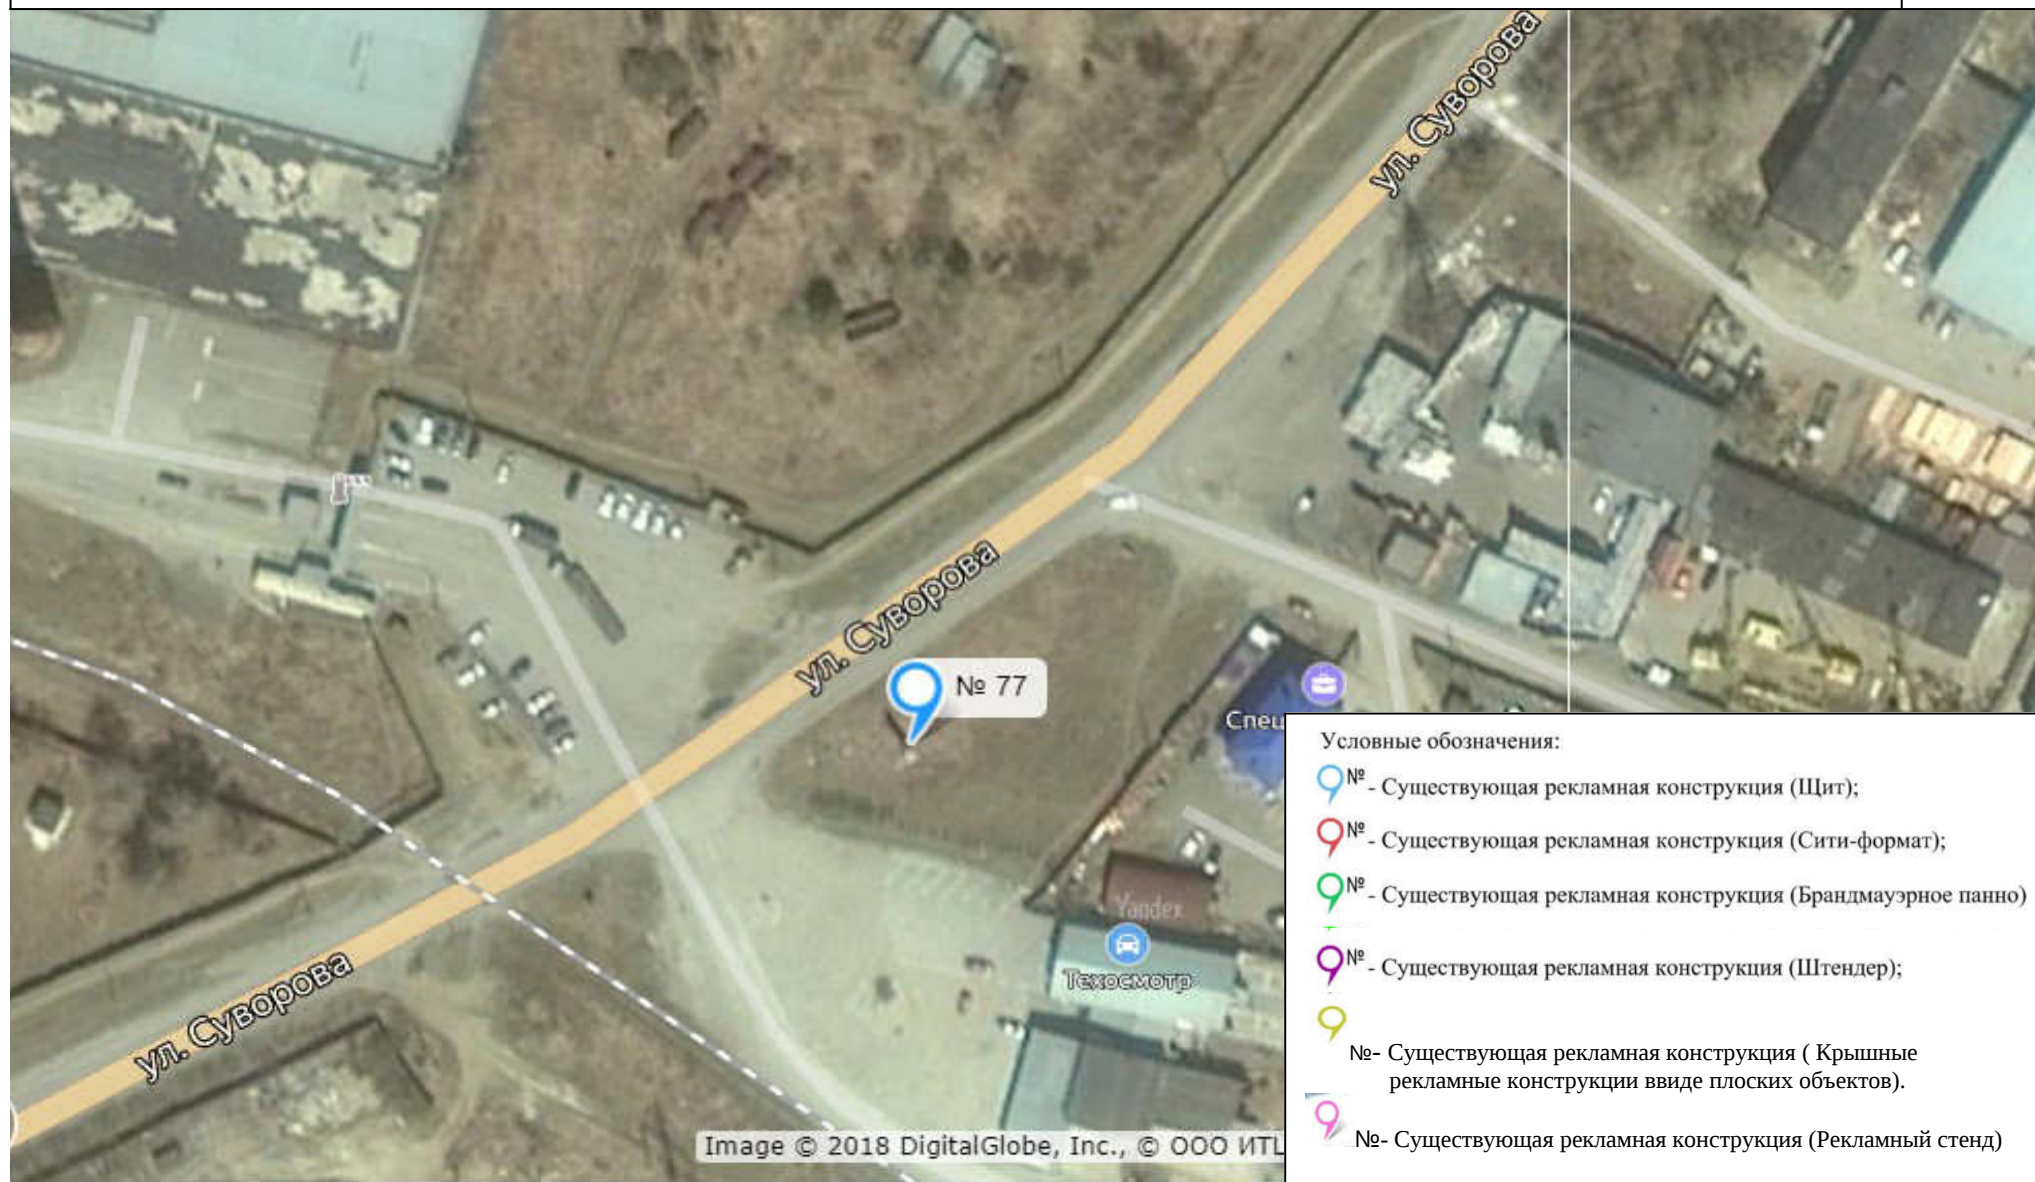 ул. Суворова
ул. Суворова
№ 77
Спец
Yandex
Техосмотр
ул. Суворова
Image © 2018 DigitalGlobe, Inc., © ООО ИТЦ
Условные обозначения:
№ - Существующая рекламная конструкция (Щит);
№ - Существующая рекламная конструкция (Сити-формат);
№ - Существующая рекламная конструкция (Брандмауэрное панно)
№ - Существующая рекламная конструкция (Штендер);
№- Существующая рекламная конструкция ( Крышные
рекламные конструкции ввиде плоских объектов).
№- Существующая рекламная конструкция (Рекламный стенд)